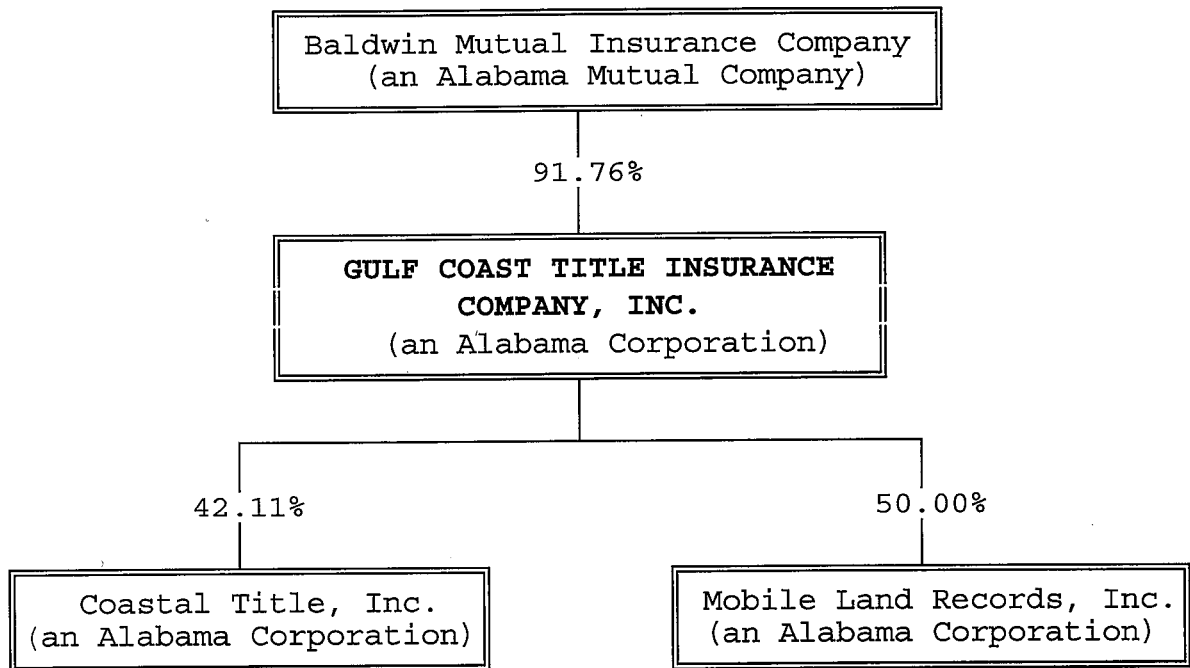 Baldwin Mutual Insurance Company
(an Alabama Mutual Company)
91.76%
GULF COAST TITLE INSURANCE
COMPANY, INC.
(an Alabama Corporation)
42.11%
50.00%
Coastal Title, Inc.
(an Alabama Corporation)
Mobile Land Records, Inc.
(an Alabama Corporation)